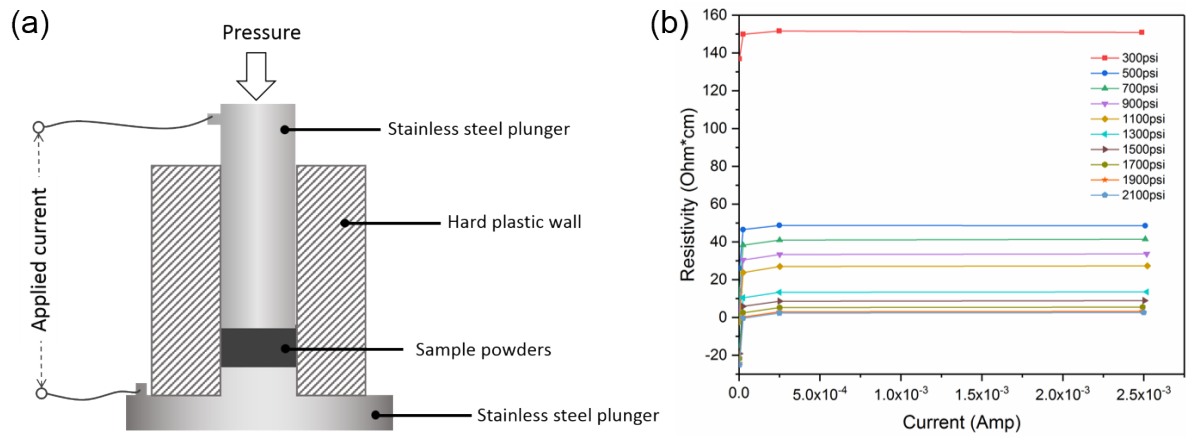 (a)
Pressure
Stainless steel plunger
Applied current
Hard plastic wall
Sample powders
Stainless steel plunger
(b)
160
140
120
100
80
60
40
20
0
-20
Resistivity (Ohm*cm)
300psi
500psi
700psi
900psi
1100psi
1300psi
1500psi
1700psi
1900psi
2100psi
0.0 5.0x10⁻⁴ 1.0x10⁻³ 1.5x10⁻³ 2.0x10⁻³ 2.5x10⁻³
Current (Amp)